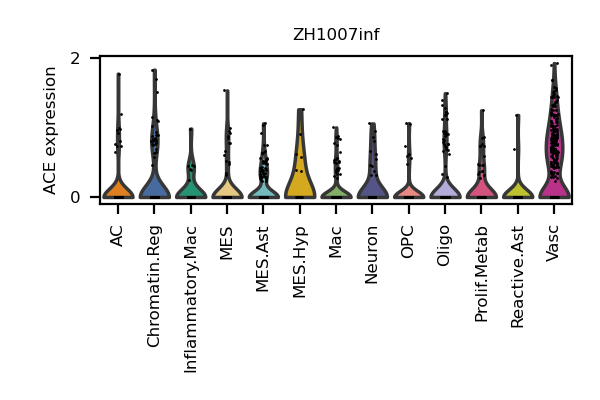 ZH1007inf
ACE expression
2
0
AC
Chromatin.Reg
Inflammatory.Mac
MES
MES.Ast
MES.Hyp
Mac
Neuron
OPC
Oligo
Prolif.Metab
Reactive.Ast
Vasc